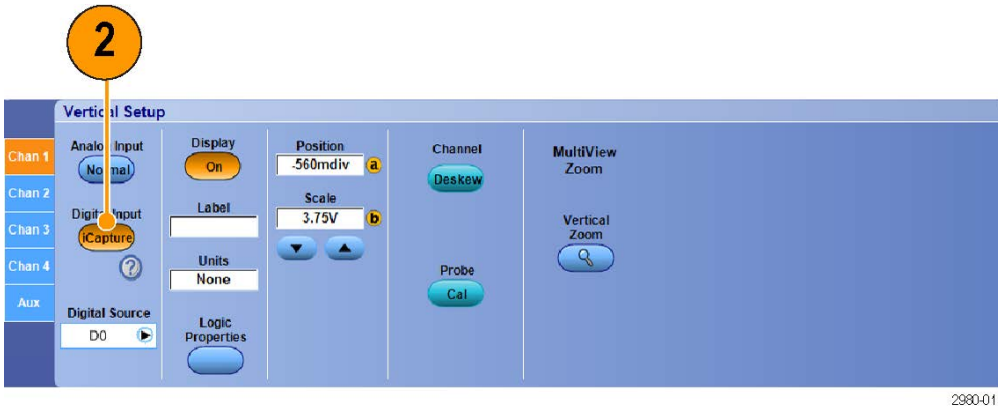 2
Vertical Setup
Chan 1
Chan 2
Chan 3
Chan 4
Aux
Analog Input
Normal
Digital Input
iCapture
?
Digital Source
D0
Display
On
Label
Units
None
Logic
Properties
Position
-560mdiv
a
Scale
3.75V
b
Channel
Deskew
Probe
Cal
MultiView
Zoom
Vertical
Zoom
2980-01